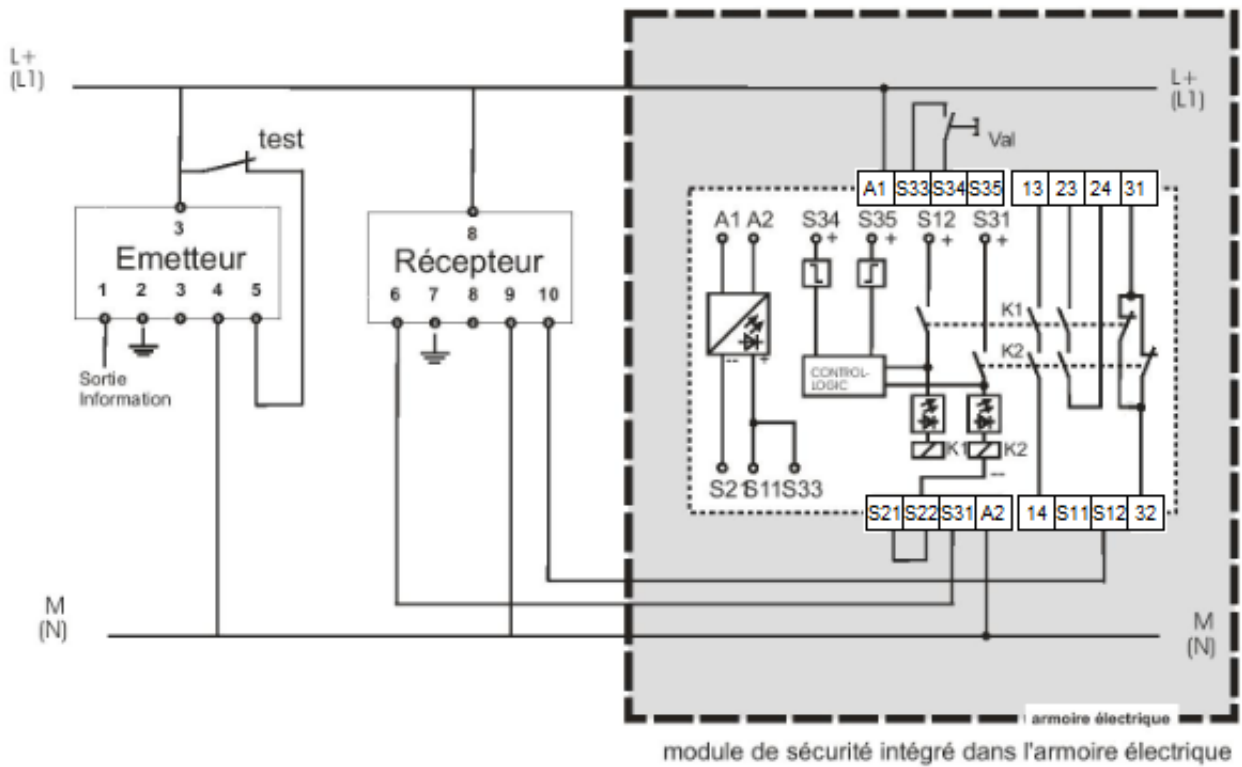 L+
(L1)
L+
(L1)
test
Val
A1 S33 S34 S35 13 23 24 31
3
Emetteur
1 2 3 4 5
8
Récepteur
6 7 8 9 10
Sortie
Information
A1 A2 S34 S35 S12 S31
+ + + +
K1
K2
-- +
CONTROL-
LOGIC
K1 K2
--
S21 S11 S33
S21 S22 S31 A2 14 S11 S12 32
M
(N)
M
(N)
armoire électrique
module de sécurité intégré dans l'armoire électrique